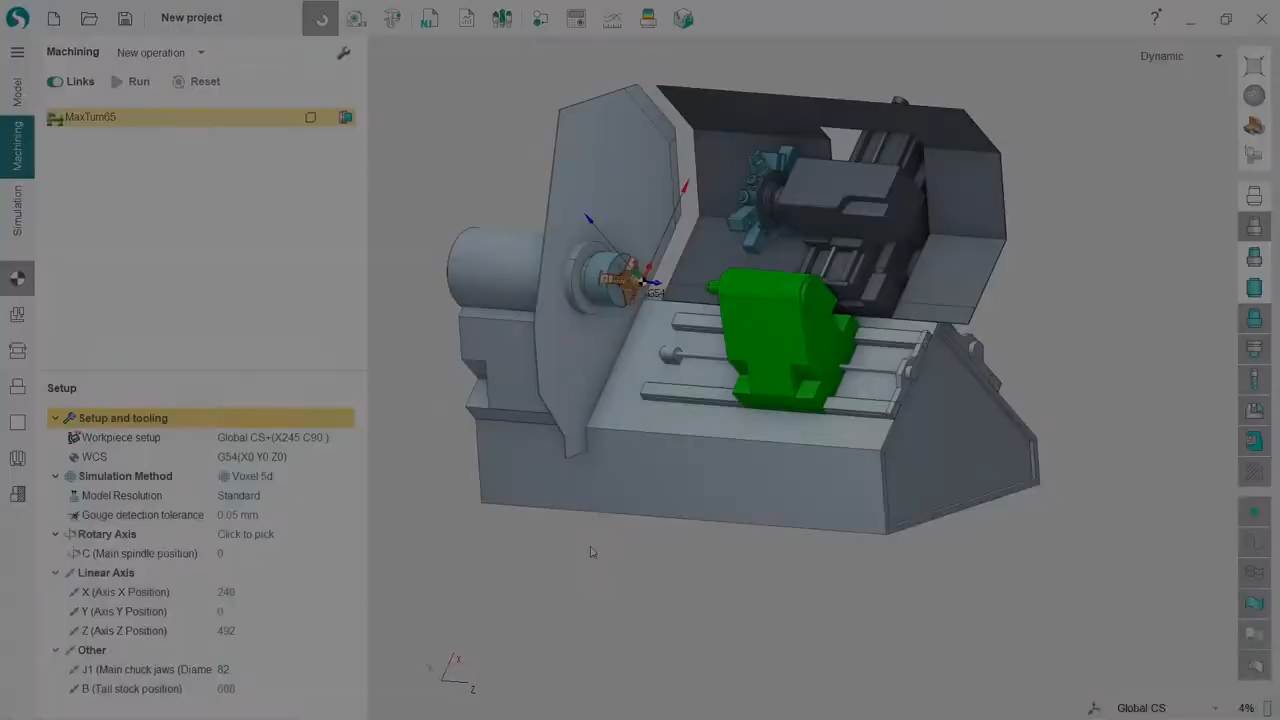 New project
N1
?
Machining
New operation
Dynamic
Links
Run
Reset
MaxTurn65
Model
Machining
Simulation
G54
Setup
Setup and tooling
Workpiece setup Global CS+(X245 C90 )
WCS G54(X0 Y0 Z0)
Simulation Method Voxel 5d
Model Resolution Standard
Gouge detection tolerance 0.05 mm
Rotary Axis Click to pick
C (Main spindle position) 0
Linear Axis
X (Axis X Position) 240
Y (Axis Y Position) 0
Z (Axis Z Position) 492
Other
J1 (Main chuck jaws (Diame 82
B (Tail stock position) 608
X
Z
Global CS
4%